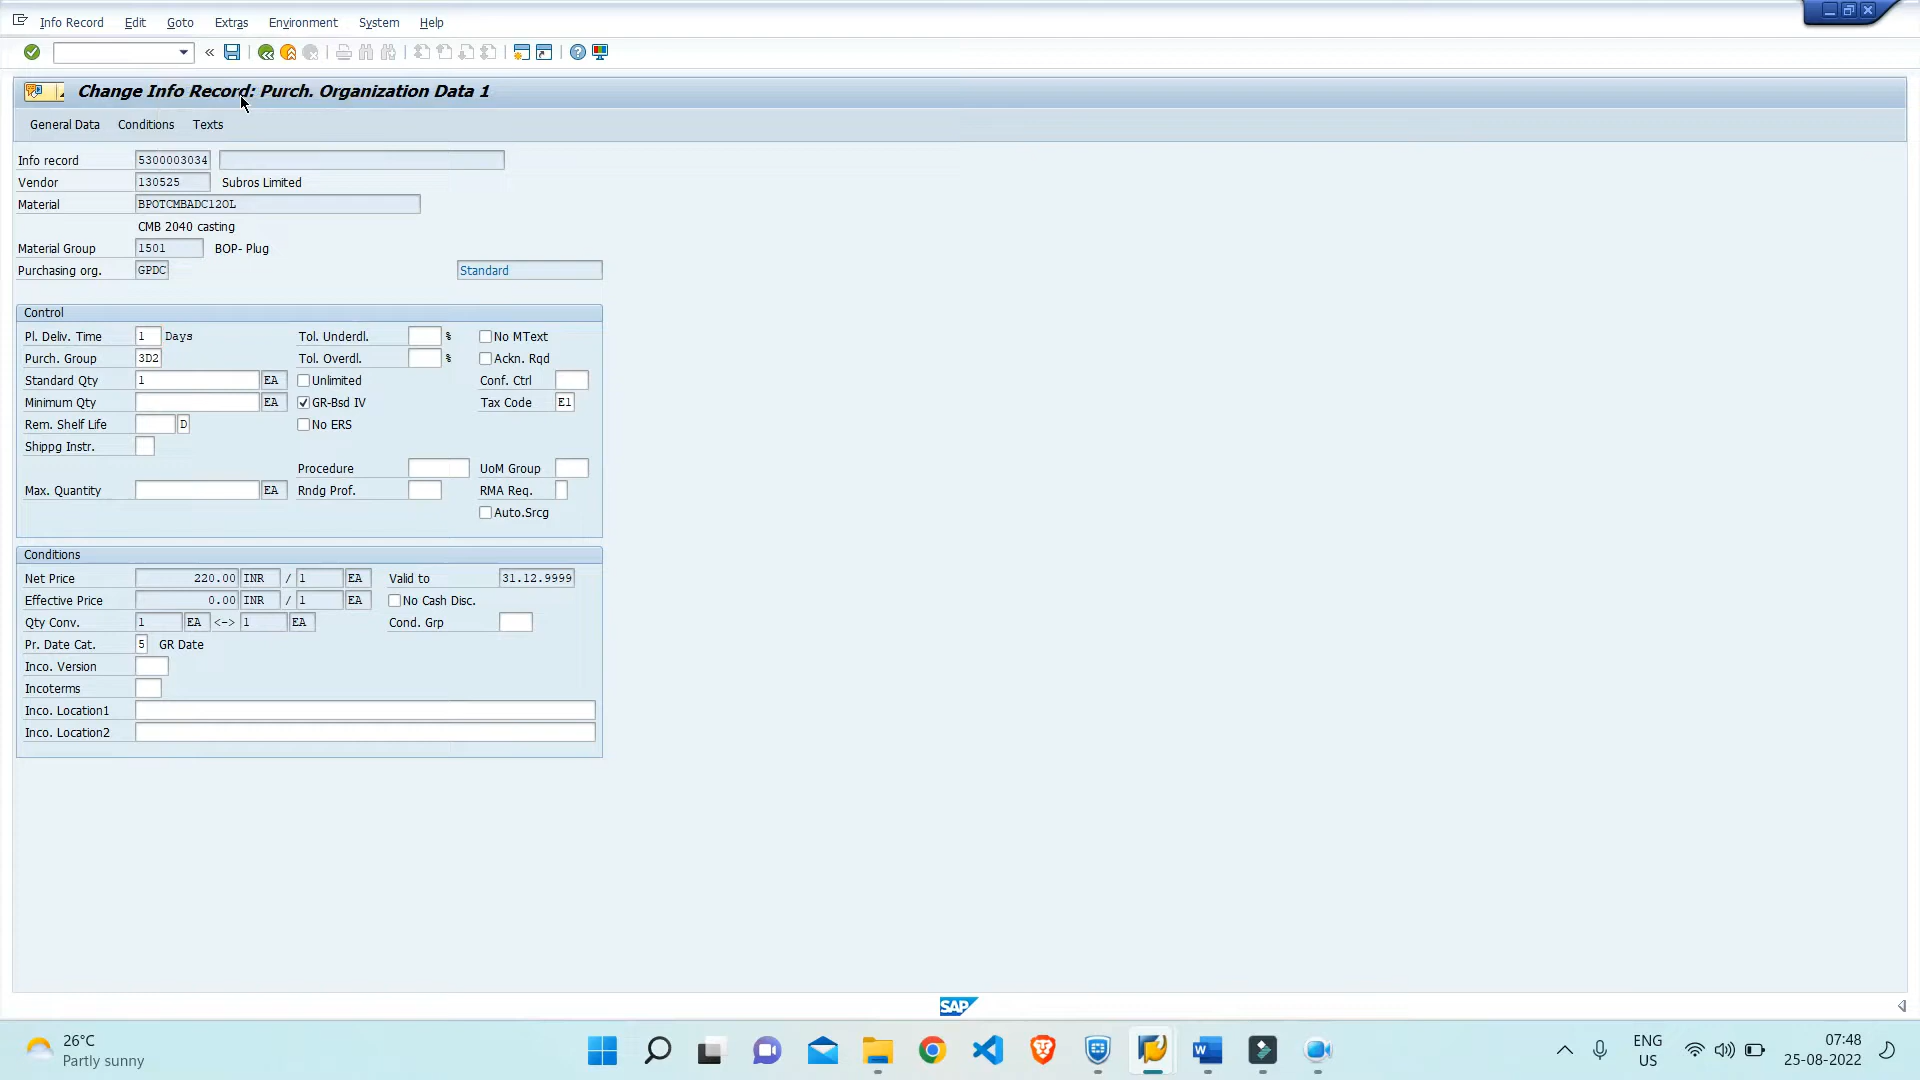 Info Record Edit Goto Extras Environment System Help
Change Info Record: Purch. Organization Data 1
General Data Conditions Texts
Info record 5300003034
Vendor 130525 Subros Limited
Material BPOTCMBADC12OL
CMB 2040 casting
Material Group 1501 BOP- Plug
Purchasing org. GPDC Standard
Control
Pl. Deliv. Time 1 Days Tol. Underdl. % No MText
Purch. Group 3D2 Tol. Overdl. % Ackn. Rqd
Standard Qty 1 EA Unlimited Conf. Ctrl
Minimum Qty EA GR-Bsd IV Tax Code E1
Rem. Shelf Life D No ERS
Shippg Instr.
Procedure UoM Group
Max. Quantity EA Rndg Prof. RMA Req.
Auto.Srcg
Conditions
Net Price 220.00 INR / 1 EA Valid to 31.12.9999
Effective Price 0.00 INR / 1 EA No Cash Disc.
Qty Conv. 1 EA <-> 1 EA Cond. Grp
Pr. Date Cat. 5 GR Date
Inco. Version
Incoterms
Inco. Location1
Inco. Location2
SAP
26°C
Partly sunny
ENG
US
07:48
25-08-2022